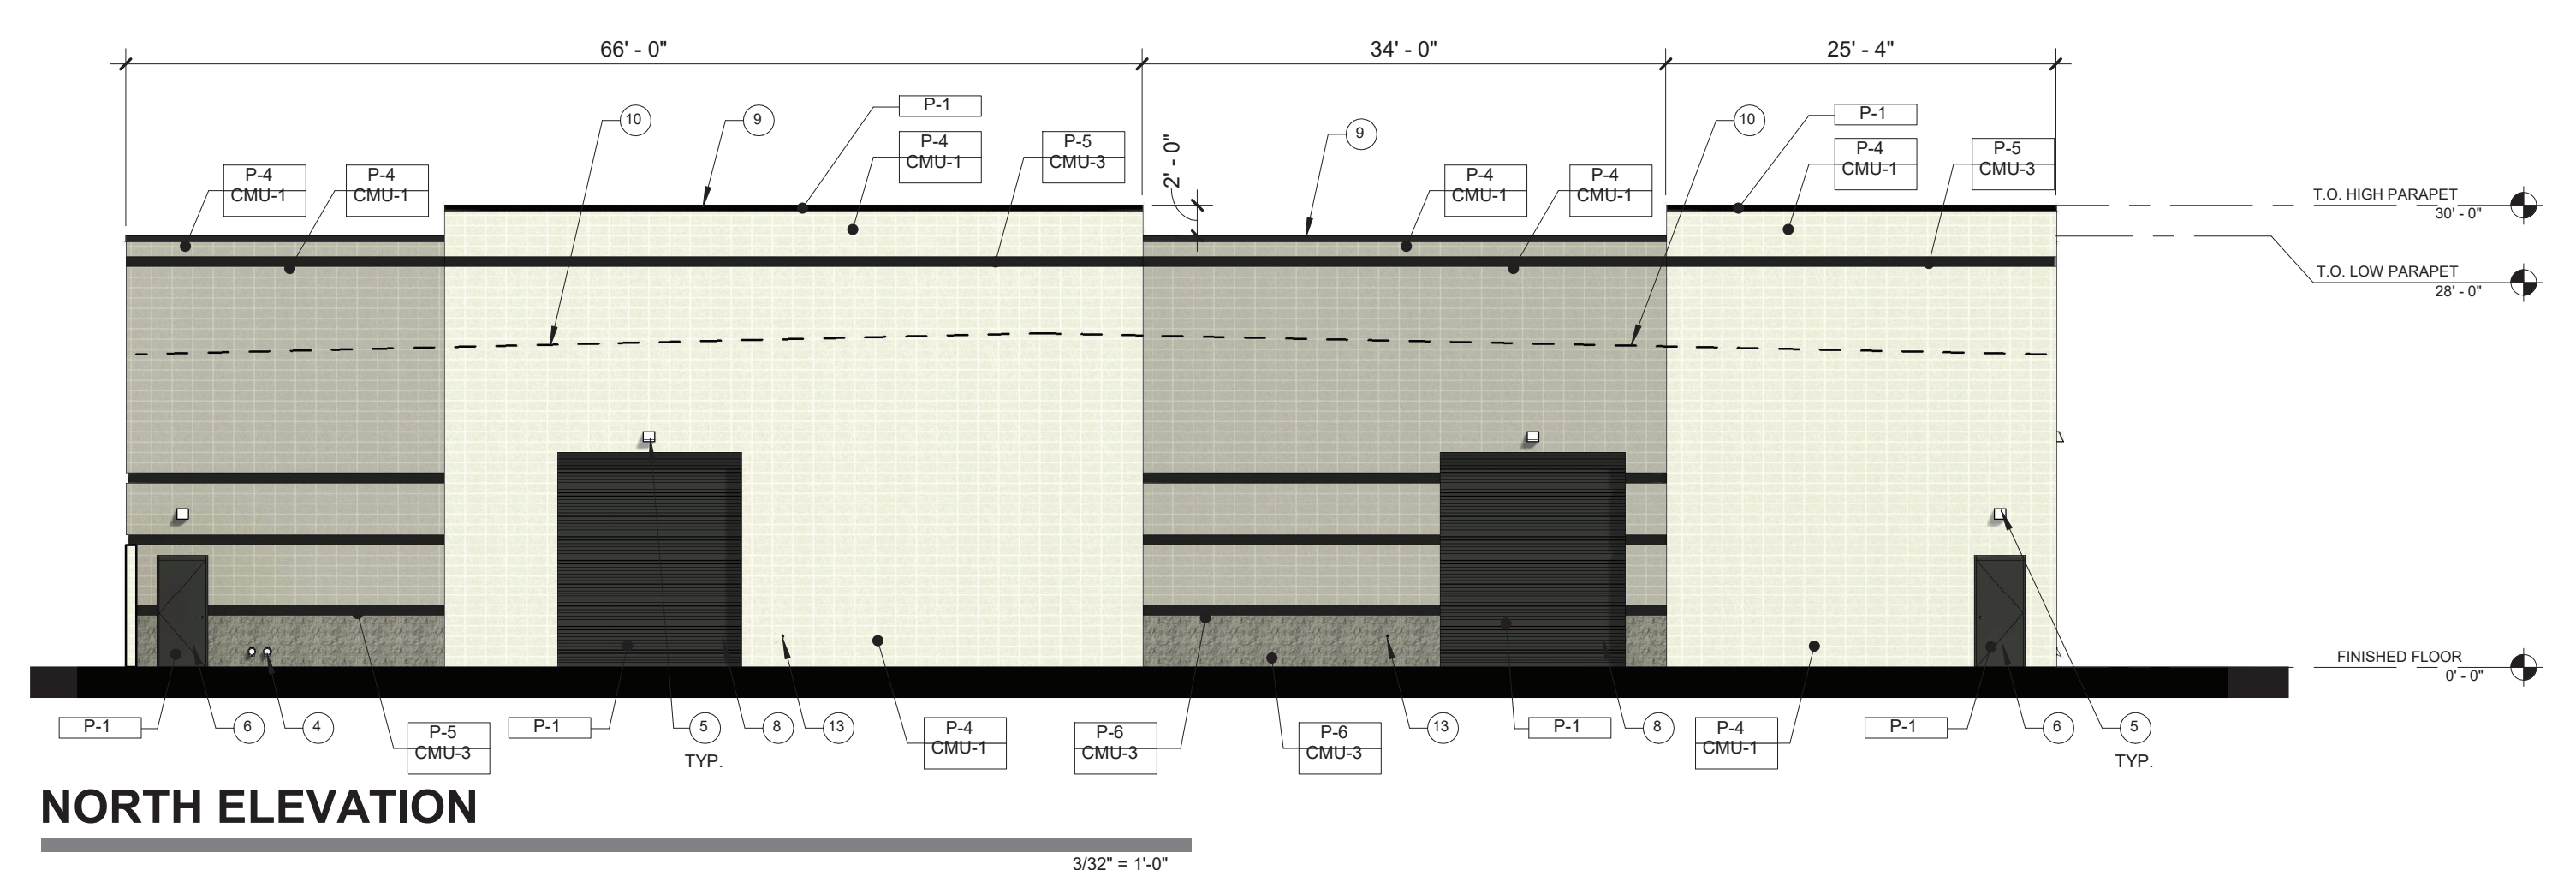 66' - 0"
34' - 0"
25' - 4"
10
9
P-1
P-4
CMU-1
P-5
CMU-3
2' - 0"
9
10
P-1
P-4
CMU-1
P-5
CMU-3
P-4
CMU-1
P-4
CMU-1
P-4
CMU-1
P-4
CMU-1
T.O. HIGH PARAPET
30' - 0"
T.O. LOW PARAPET
28' - 0"
FINISHED FLOOR
0' - 0"
P-1
6
4
P-5
CMU-3
P-1
5
TYP.
8
13
P-4
CMU-1
P-6
CMU-3
P-6
CMU-3
13
P-1
8
P-4
CMU-1
P-1
6
5
TYP.
NORTH ELEVATION
3/32" = 1'-0"